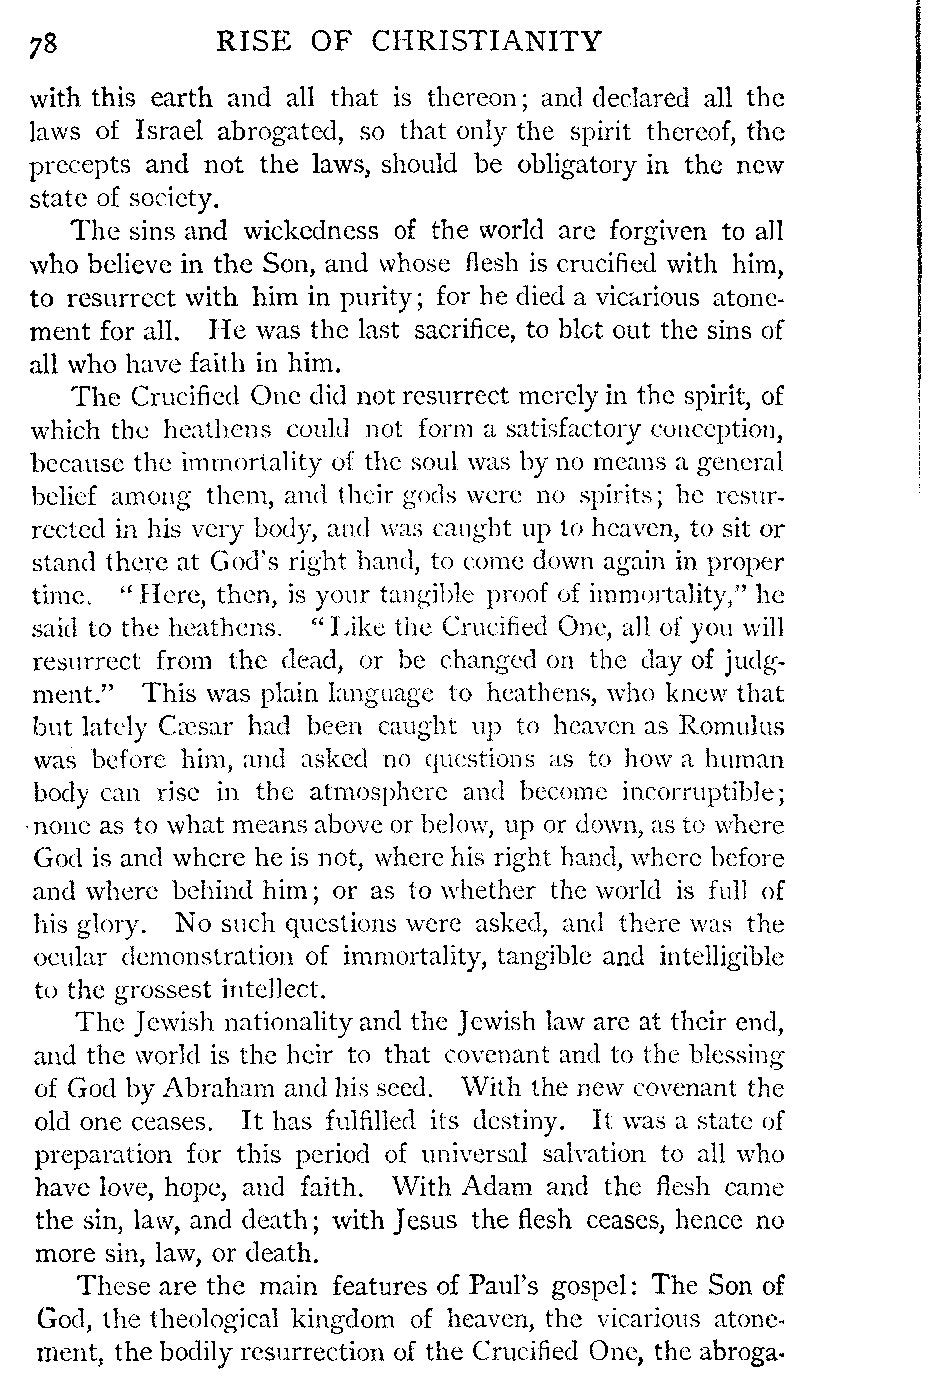 78 RISE OF CHRISTIANITY
with this earth and all that is thereon; and declared all the
laws of Israel abrogated, so that only the spirit thereof, the
precepts and not the laws, should be obligatory in the new
state of society.
The sins and wickedness of the world are forgiven to all
who believe in the Son, and whose flesh is crucified with him,
to resurrect with him in purity; for he died a vicarious atone-
ment for all. He was the last sacrifice, to blot out the sins of
all who have faith in him.
The Crucified One did not resurrect merely in the spirit, of
which the heathens could not form a satisfactory conception,
because the immortality of the soul was by no means a general
belief among them, and their gods were no spirits; he resur-
rected in his very body, and was caught up to heaven, to sit or
stand there at God's right hand, to come down again in proper
time. "Here, then, is your tangible proof of immortality," he
said to the heathens. "Like the Crucified One, all of you will
resurrect from the dead, or be changed on the day of judg-
ment." This was plain language to heathens, who knew that
but lately Cæsar had been caught up to heaven as Romulus
was before him, and asked no questions as to how a human
body can rise in the atmosphere and become incorruptible;
none as to what means above or below, up or down, as to where
God is and where he is not, where his right hand, where before
and where behind him; or as to whether the world is full of
his glory. No such questions were asked, and there was the
ocular demonstration of immortality, tangible and intelligible
to the grossest intellect.
The Jewish nationality and the Jewish law are at their end,
and the world is the heir to that covenant and to the blessing
of God by Abraham and his seed. With the new covenant the
old one ceases. It has fulfilled its destiny. It was a state of
preparation for this period of universal salvation to all who
have love, hope, and faith. With Adam and the flesh came
the sin, law, and death; with Jesus the flesh ceases, hence no
more sin, law, or death.
These are the main features of Paul's gospel: The Son of
God, the theological kingdom of heaven, the vicarious atone-
ment, the bodily resurrection of the Crucified One, the abroga-